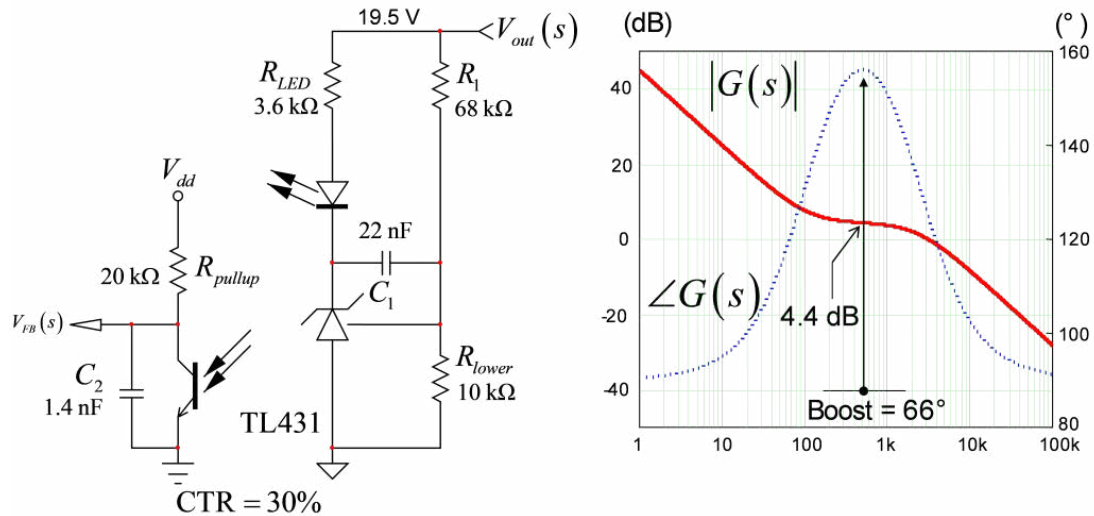 19.5 V
V_out(s)
R_LED
3.6 kΩ
R_1
68 kΩ
V_dd
22 nF
C_1
20 kΩ
R_pullup
V_FB(s)
C_2
1.4 nF
TL431
R_lower
10 kΩ
CTR = 30%
(dB)
(°)
40
20
0
-20
-40
160
140
120
100
80
|G(s)|
∠G(s)
4.4 dB
Boost = 66°
1
10
100
1k
10k
100k